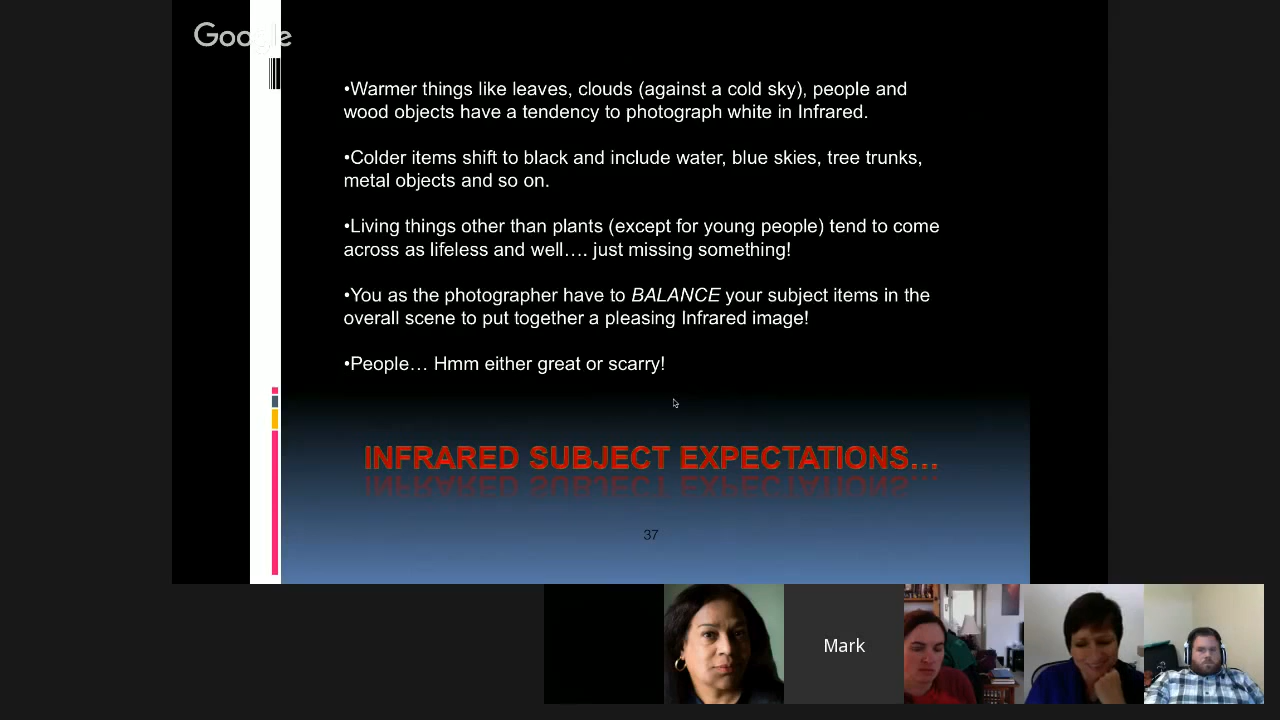 Google
•Warmer things like leaves, clouds (against a cold sky), people and
wood objects have a tendency to photograph white in Infrared.
•Colder items shift to black and include water, blue skies, tree trunks,
metal objects and so on.
•Living things other than plants (except for young people) tend to come
across as lifeless and well…. just missing something!
•You as the photographer have to BALANCE your subject items in the
overall scene to put together a pleasing Infrared image!
•People… Hmm either great or scarry!
INFRARED SUBJECT EXPECTATIONS…
37
Mark